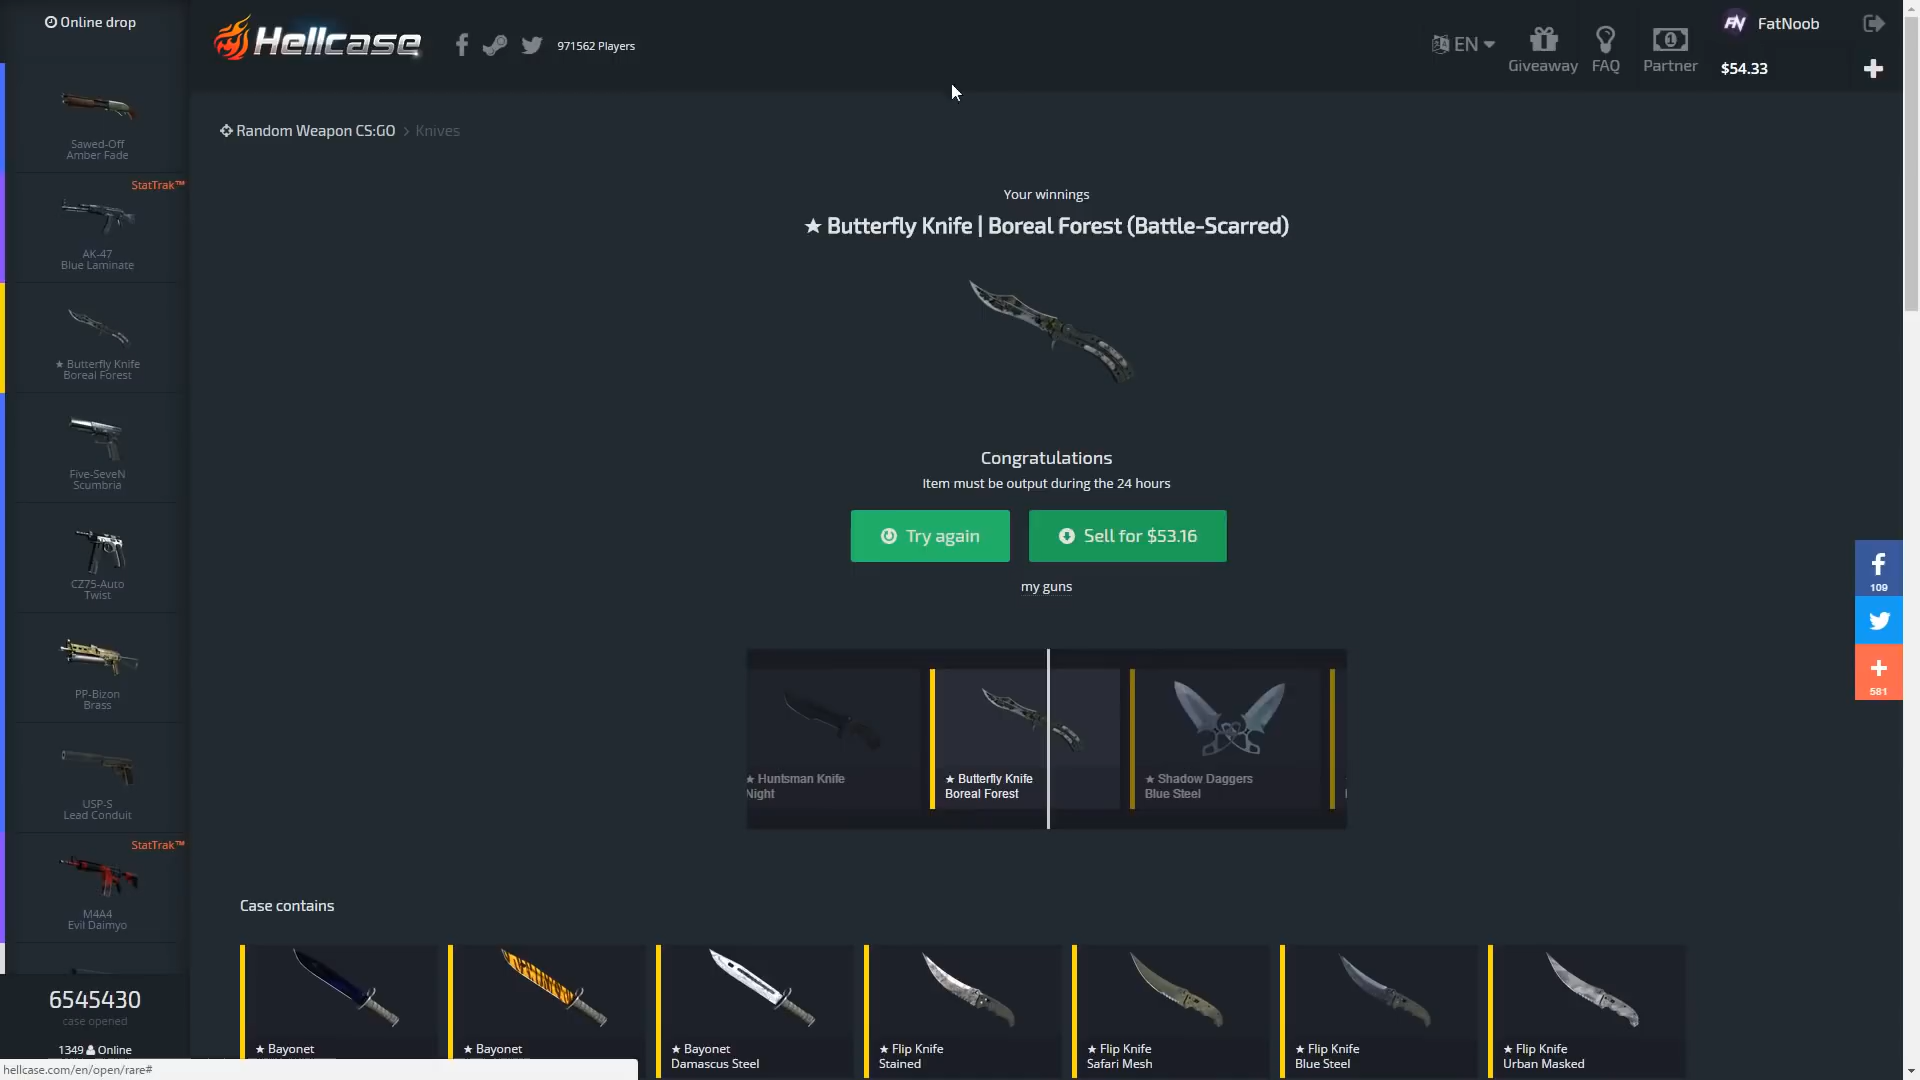 Online drop
Hellcase
971562 Players
EN
Giveaway
FAQ
Partner
FN
FatNoob
$54.33
Sawed-Off
Amber Fade
StatTrak™
AK-47
Blue Laminate
★ Butterfly Knife
Boreal Forest
Five-SeveN
Scumbria
CZ75-Auto
Twist
PP-Bizon
Brass
USP-S
Lead Conduit
StatTrak™
M4A4
Evil Daimyo
6545430
case opened
1349 Online
Random Weapon CS:GO > Knives
Your winnings
★ Butterfly Knife | Boreal Forest (Battle-Scarred)
Congratulations
Item must be output during the 24 hours
Try again
Sell for $53.16
my guns
★ Huntsman Knife
Night
★ Butterfly Knife
Boreal Forest
★ Shadow Daggers
Blue Steel
109
581
Case contains
★ Bayonet
★ Bayonet
★ Bayonet
Damascus Steel
★ Flip Knife
Stained
★ Flip Knife
Safari Mesh
★ Flip Knife
Blue Steel
★ Flip Knife
Urban Masked
hellcase.com/en/open/rare#